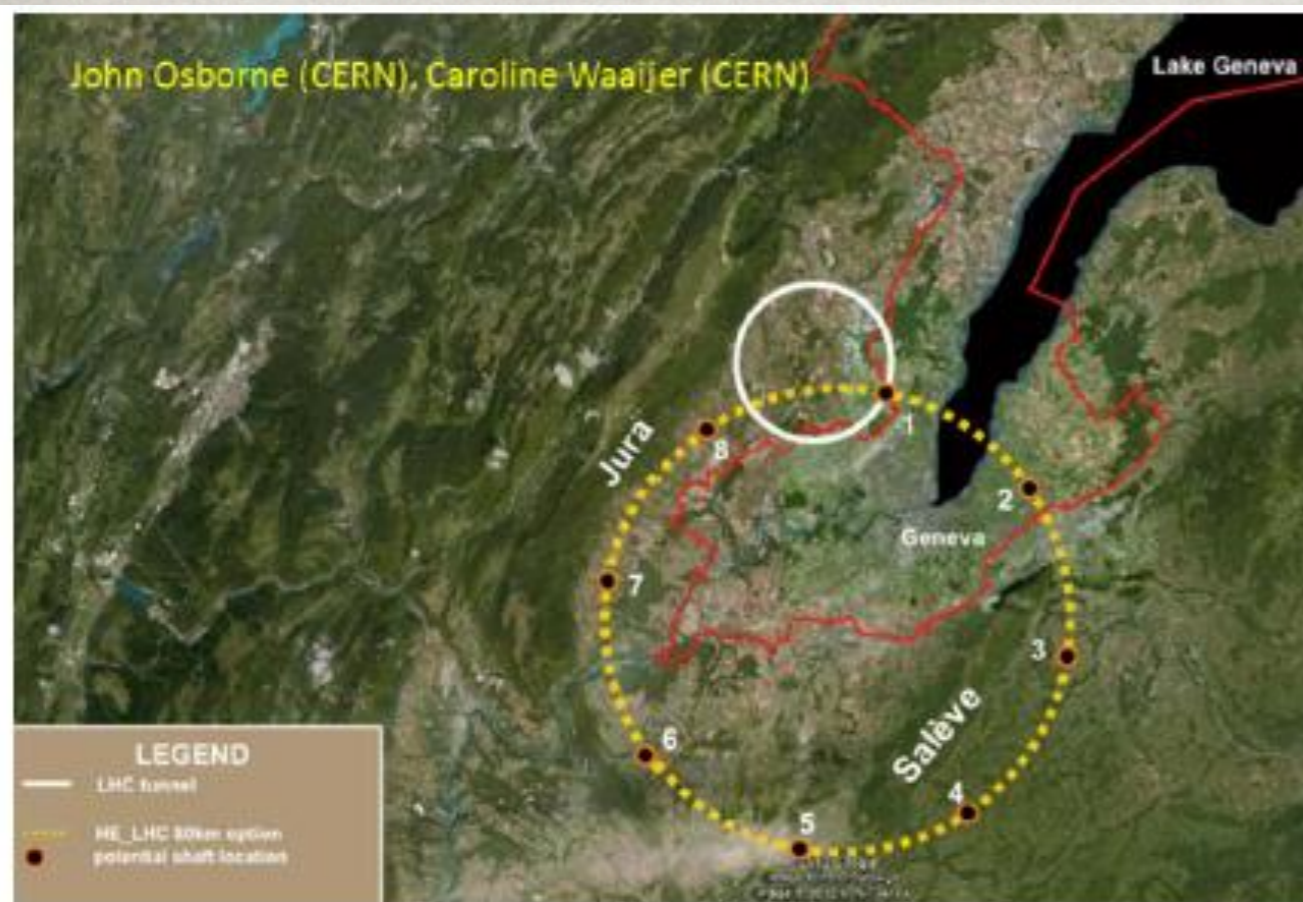 John Osborne (CERN), Caroline Waaijer (CERN)
Lake Geneva
1
8
Jura
2
Geneva
7
3
Salève
6
4
5
LEGEND
LHC tunnel
HE_LHC 80km option
potential shaft location